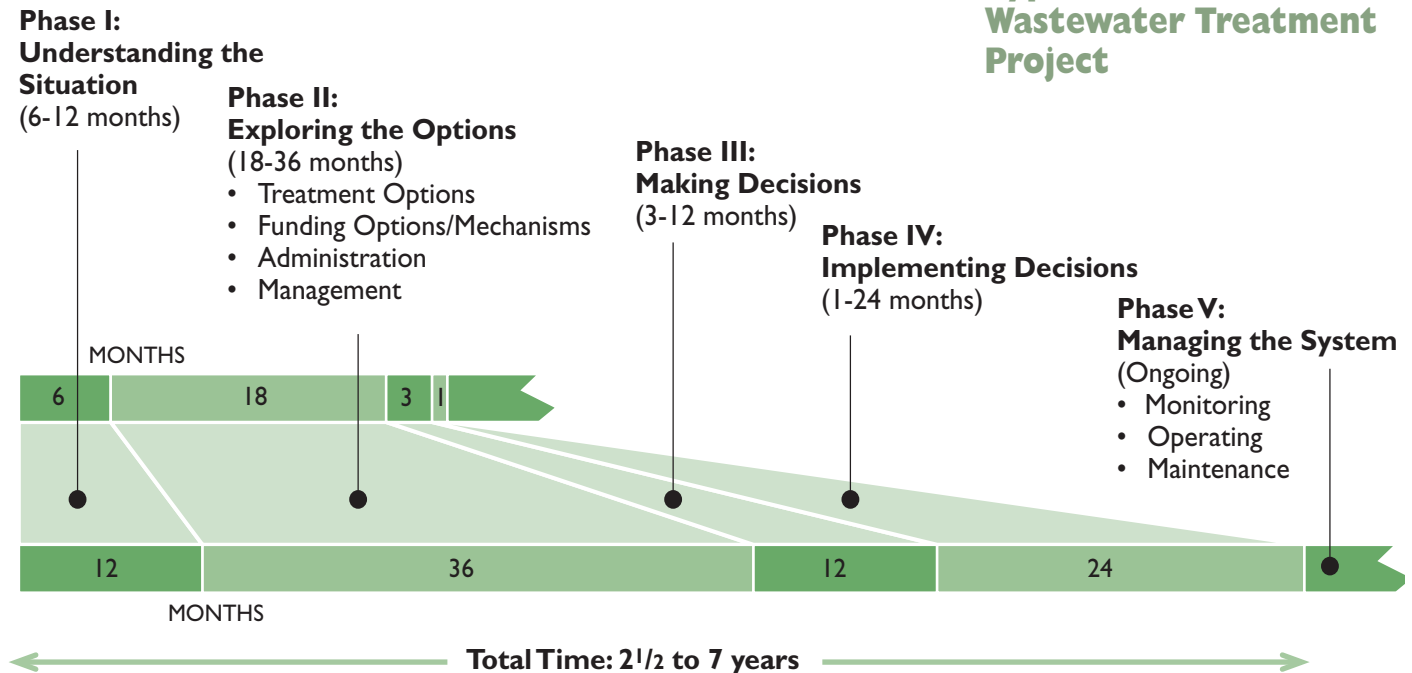 Wastewater Treatment
Project
Phase I:
Understanding the
Situation
(6-12 months)
Phase II:
Exploring the Options
(18-36 months)
• Treatment Options
• Funding Options/Mechanisms
• Administration
• Management
Phase III:
Making Decisions
(3-12 months)
Phase IV:
Implementing Decisions
(1-24 months)
Phase V:
Managing the System
(Ongoing)
• Monitoring
• Operating
• Maintenance
MONTHS
6 18 3 1
12 36 12 24
MONTHS
Total Time: 2 1/2 to 7 years